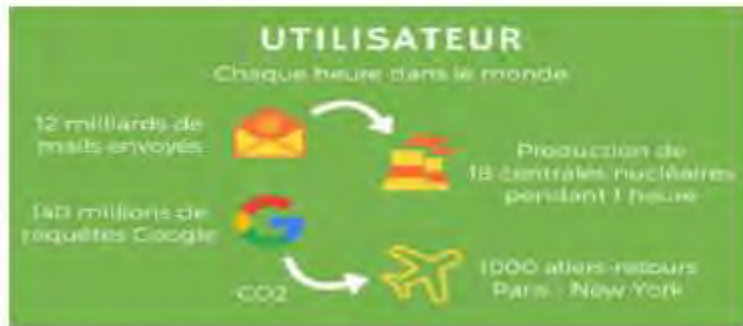 UTILISATEUR
Chaque heure dans le monde
12 milliards de
mails envoyés
Production de
18 centrales nucléaires
pendant 1 heure
140 millions de
requêtes Google
CO2
1000 allers-retours
Paris - New York